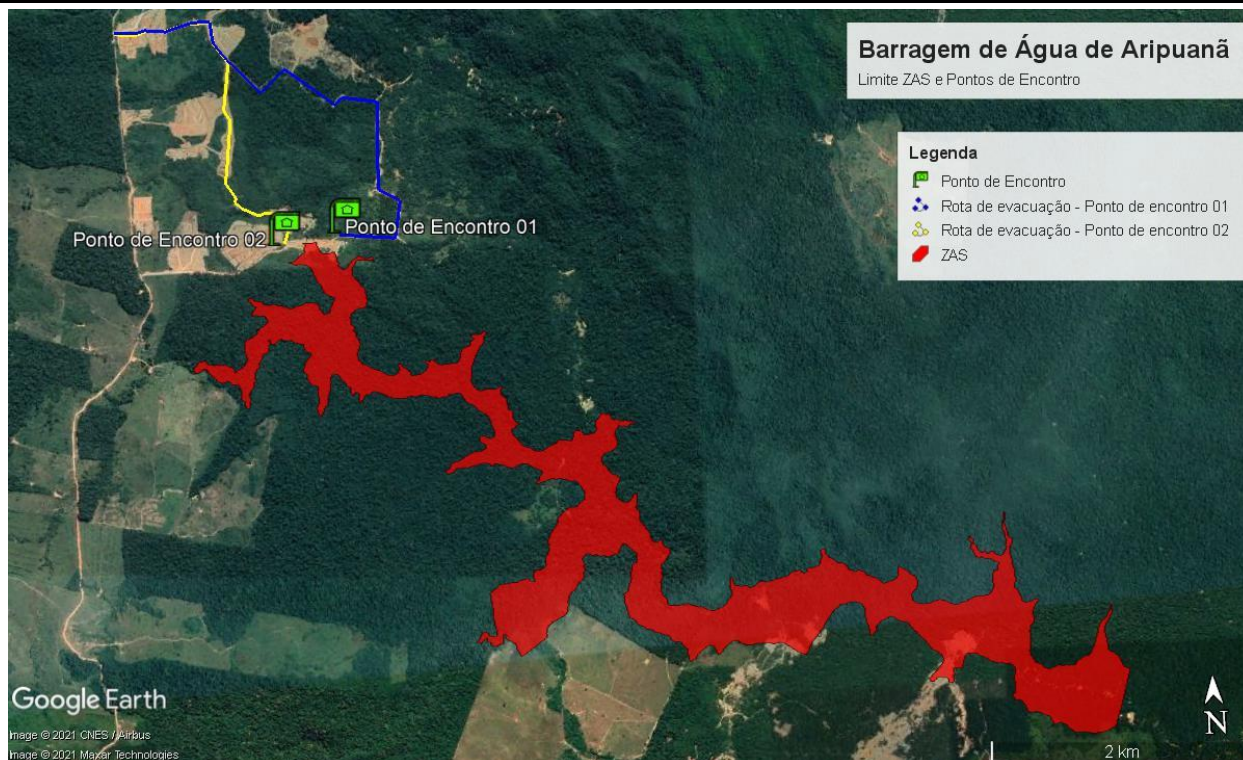 Barragem de Água de Aripuanã
Limite ZAS e Pontos de Encontro
Legenda
Ponto de Encontro
Rota de evacuação - Ponto de encontro 01
Rota de evacuação - Ponto de encontro 02
ZAS
Ponto de Encontro 01
Ponto de Encontro 02
Google Earth
Image © 2021 CNES / Airbus
Image © 2021 Maxar Technologies
N
2 km